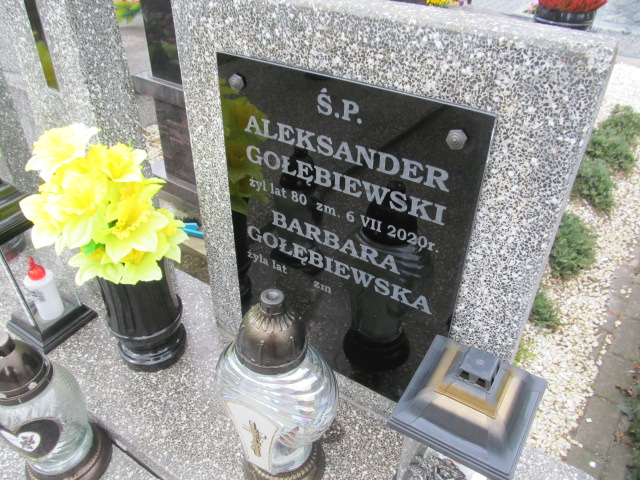 Ś.P.
ALEKSANDER
GOŁĘBIEWSKI
żył lat 80 zm. 6 VII 2020r.
BARBARA
GOŁĘBIEWSKA
żyła lat zm